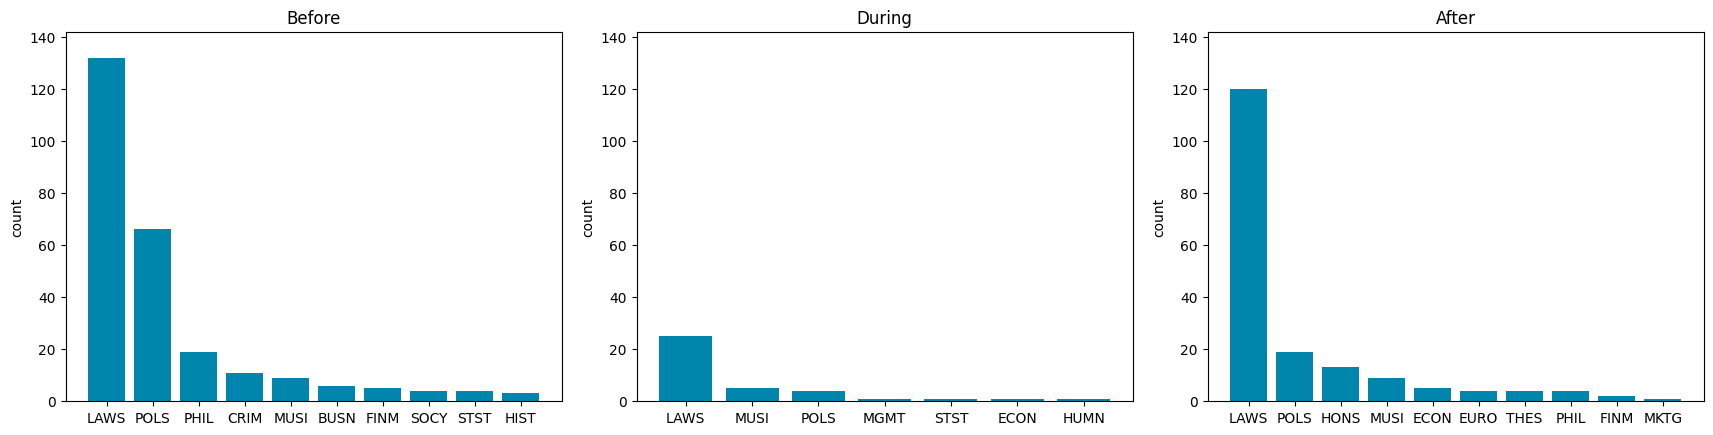 Before During After
140 140 140
120 120 120
100 100 100
80 80 80
60 60 60
40 40 40
20 20 20
0 0 0
count count count
LAWS POLS PHIL CRIM MUSI BUSN FINM SOCY STST HIST LAWS MUSI POLS MGMT STST ECON HUMN LAWS POLS HONS MUSI ECON EURO THES PHIL FINM MKTG